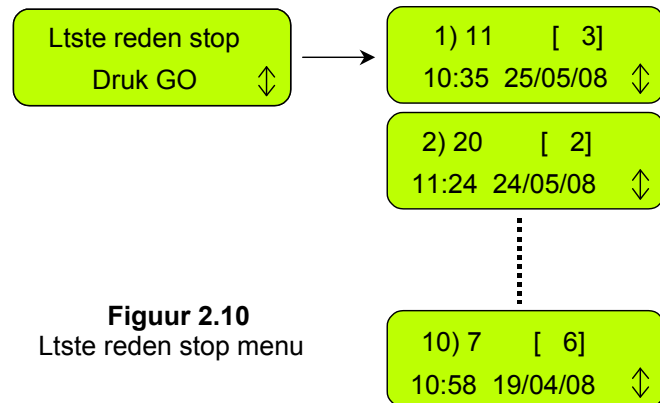 Ltste reden stop
Druk GO
1) 11 [ 3]
10:35 25/05/08
2) 20 [ 2]
11:24 24/05/08
10) 7 [ 6]
10:58 19/04/08
Figuur 2.10
Ltste reden stop menu